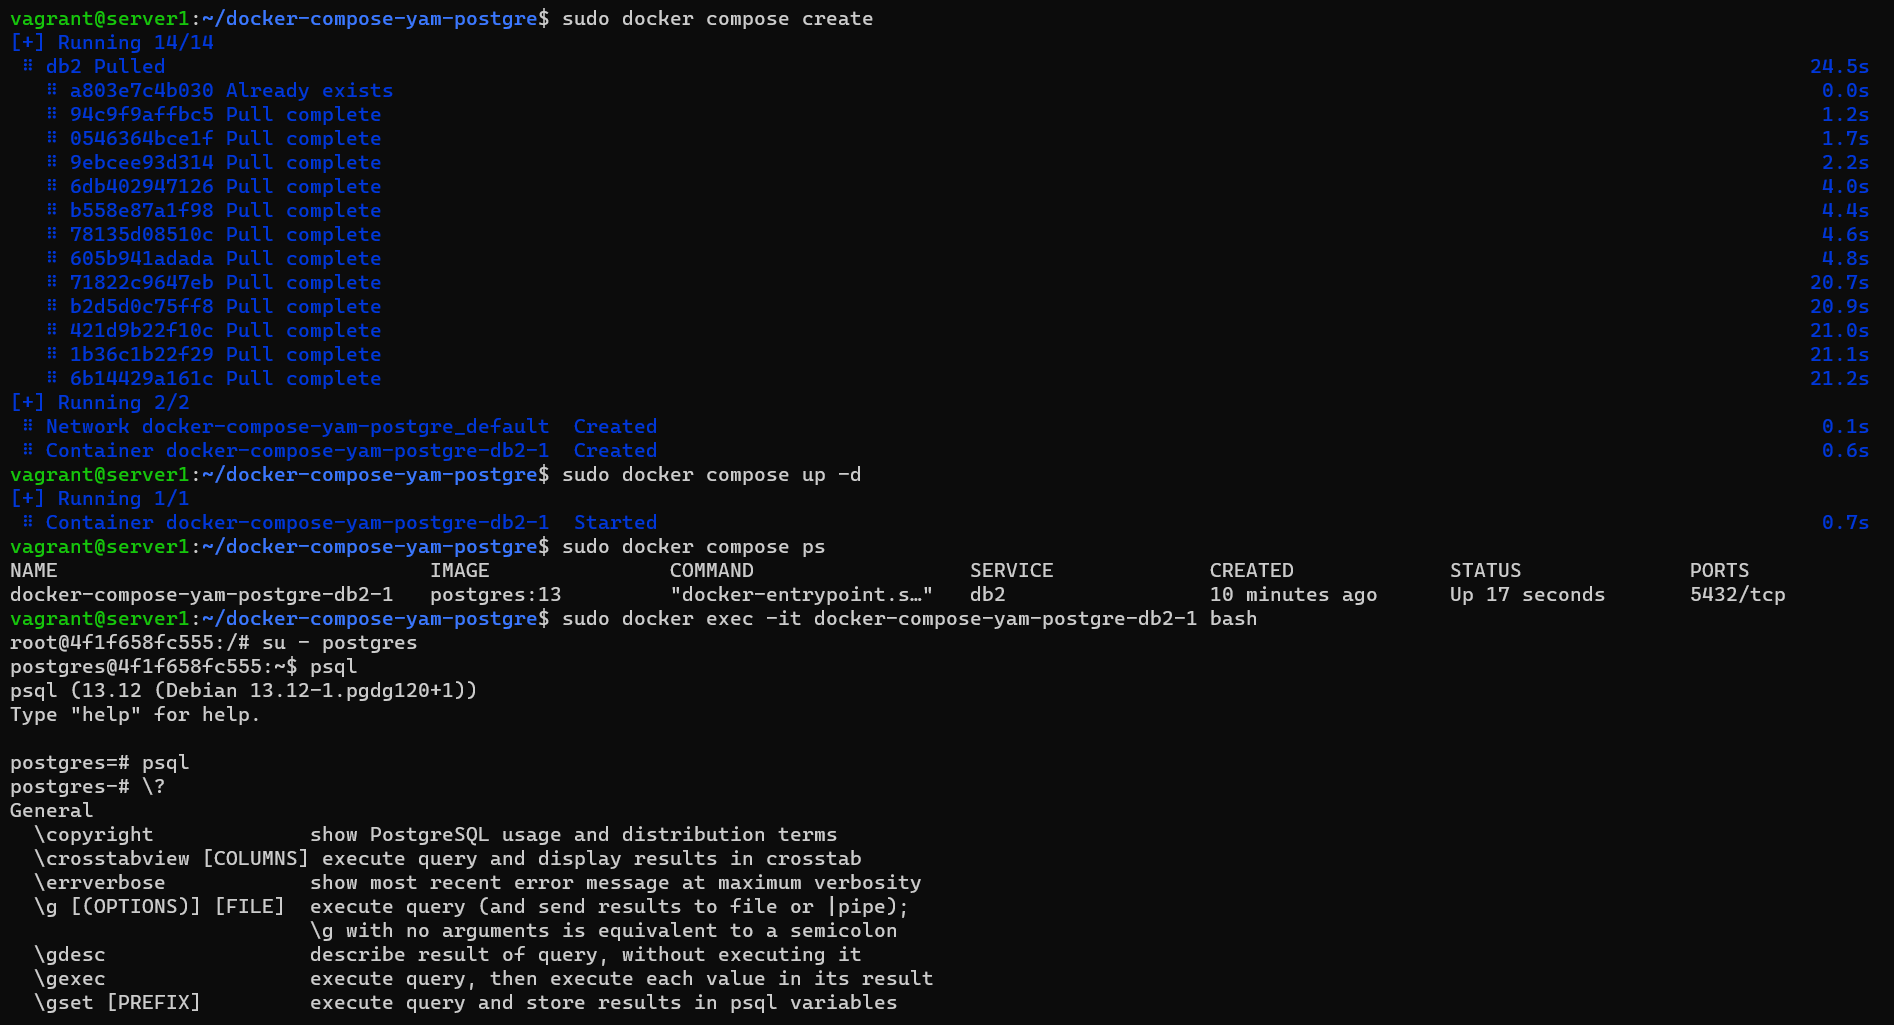 vagrant@server1:~/docker-compose-yam-postgre$ sudo docker compose create
[+] Running 14/14
 ⠿ db2 Pulled 24.5s
   ⠿ a803e7c4b030 Already exists 0.0s
   ⠿ 94c9f9affbc5 Pull complete 1.2s
   ⠿ 0546364bce1f Pull complete 1.7s
   ⠿ 9ebcee93d314 Pull complete 2.2s
   ⠿ 6db402947126 Pull complete 4.0s
   ⠿ b558e87a1f98 Pull complete 4.4s
   ⠿ 78135d08510c Pull complete 4.6s
   ⠿ 605b941adada Pull complete 4.8s
   ⠿ 71822c9647eb Pull complete 20.7s
   ⠿ b2d5d0c75ff8 Pull complete 20.9s
   ⠿ 421d9b22f10c Pull complete 21.0s
   ⠿ 1b36c1b22f29 Pull complete 21.1s
   ⠿ 6b14429a161c Pull complete 21.2s
[+] Running 2/2
 ⠿ Network docker-compose-yam-postgre_default  Created 0.1s
 ⠿ Container docker-compose-yam-postgre-db2-1  Created 0.6s
vagrant@server1:~/docker-compose-yam-postgre$ sudo docker compose up -d
[+] Running 1/1
 ⠿ Container docker-compose-yam-postgre-db2-1  Started 0.7s
vagrant@server1:~/docker-compose-yam-postgre$ sudo docker compose ps
NAME                               IMAGE               COMMAND                  SERVICE             CREATED             STATUS              PORTS
docker-compose-yam-postgre-db2-1   postgres:13         "docker-entrypoint.s…"   db2                 10 minutes ago      Up 17 seconds       5432/tcp
vagrant@server1:~/docker-compose-yam-postgre$ sudo docker exec -it docker-compose-yam-postgre-db2-1 bash
root@4f1f658fc555:/# su - postgres
postgres@4f1f658fc555:~$ psql
psql (13.12 (Debian 13.12-1.pgdg120+1))
Type "help" for help.

postgres=# psql
postgres-# \?
General
  \copyright             show PostgreSQL usage and distribution terms
  \crosstabview [COLUMNS] execute query and display results in crosstab
  \errverbose            show most recent error message at maximum verbosity
  \g [(OPTIONS)] [FILE]  execute query (and send results to file or |pipe);
                         \g with no arguments is equivalent to a semicolon
  \gdesc                 describe result of query, without executing it
  \gexec                 execute query, then execute each value in its result
  \gset [PREFIX]         execute query and store results in psql variables